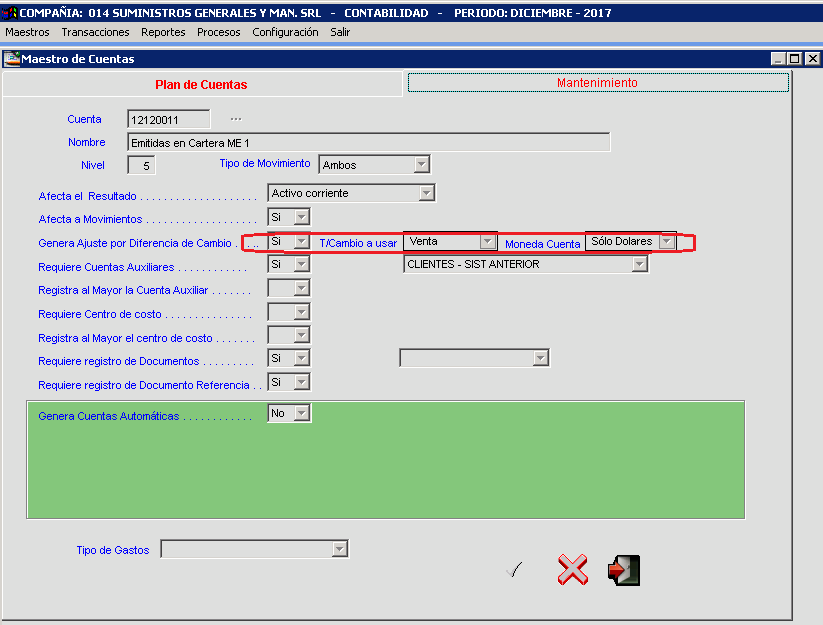 COMPAÑIA: 014 SUMINISTROS GENERALES Y MAN. SRL - CONTABILIDAD - PERIODO: DICIEMBRE - 2017
Maestros Transacciones Reportes Procesos Configuración Salir
Maestro de Cuentas
Plan de Cuentas Mantenimiento
Cuenta 12120011 ...
Nombre Emitidas en Cartera ME 1
Nivel 5 Tipo de Movimiento Ambos
Afecta el Resultado . . . . . . . . . . . . . . . . . . . Activo corriente
Afecta a Movimientos . . . . . . . . . . . . . . . . . . Si
Genera Ajuste por Diferencia de Cambio . . . .. Si T/Cambio a usar Venta Moneda Cuenta Sólo Dolares
Requiere Cuentas Auxiliares . . . . . . . . . . . . Si CLIENTES - SIST ANTERIOR
Registra al Mayor la Cuenta Auxiliar . . . . . . .
Requiere Centro de costo . . . . . . . . . . . . . . .
Registra al Mayor el centro de costo . . . . . . .
Requiere registro de Documentos . . . . . . . . . Si
Requiere registro de Documento Referencia . . Si
Genera Cuentas Automáticas . . . . . . . . . . . . No
Tipo de Gastos